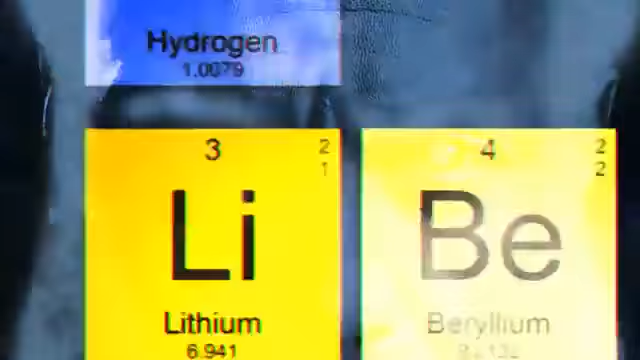 Hydrogen
1.0079
3 2
1
Li
Lithium
6.941
4 2
2
Be
Beryllium